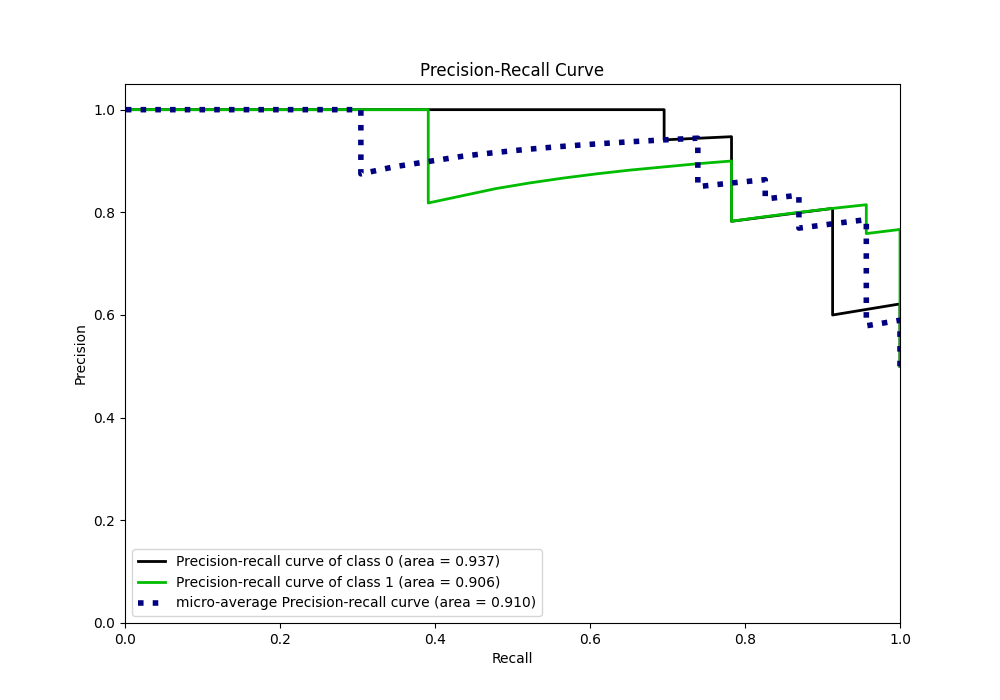 Precision-Recall Curve
1.0
0.8
0.6
0.4
0.2
0.0
Precision
Precision-recall curve of class 0 (area = 0.937)
Precision-recall curve of class 1 (area = 0.906)
micro-average Precision-recall curve (area = 0.910)
0.0 0.2 0.4 0.6 0.8 1.0
Recall